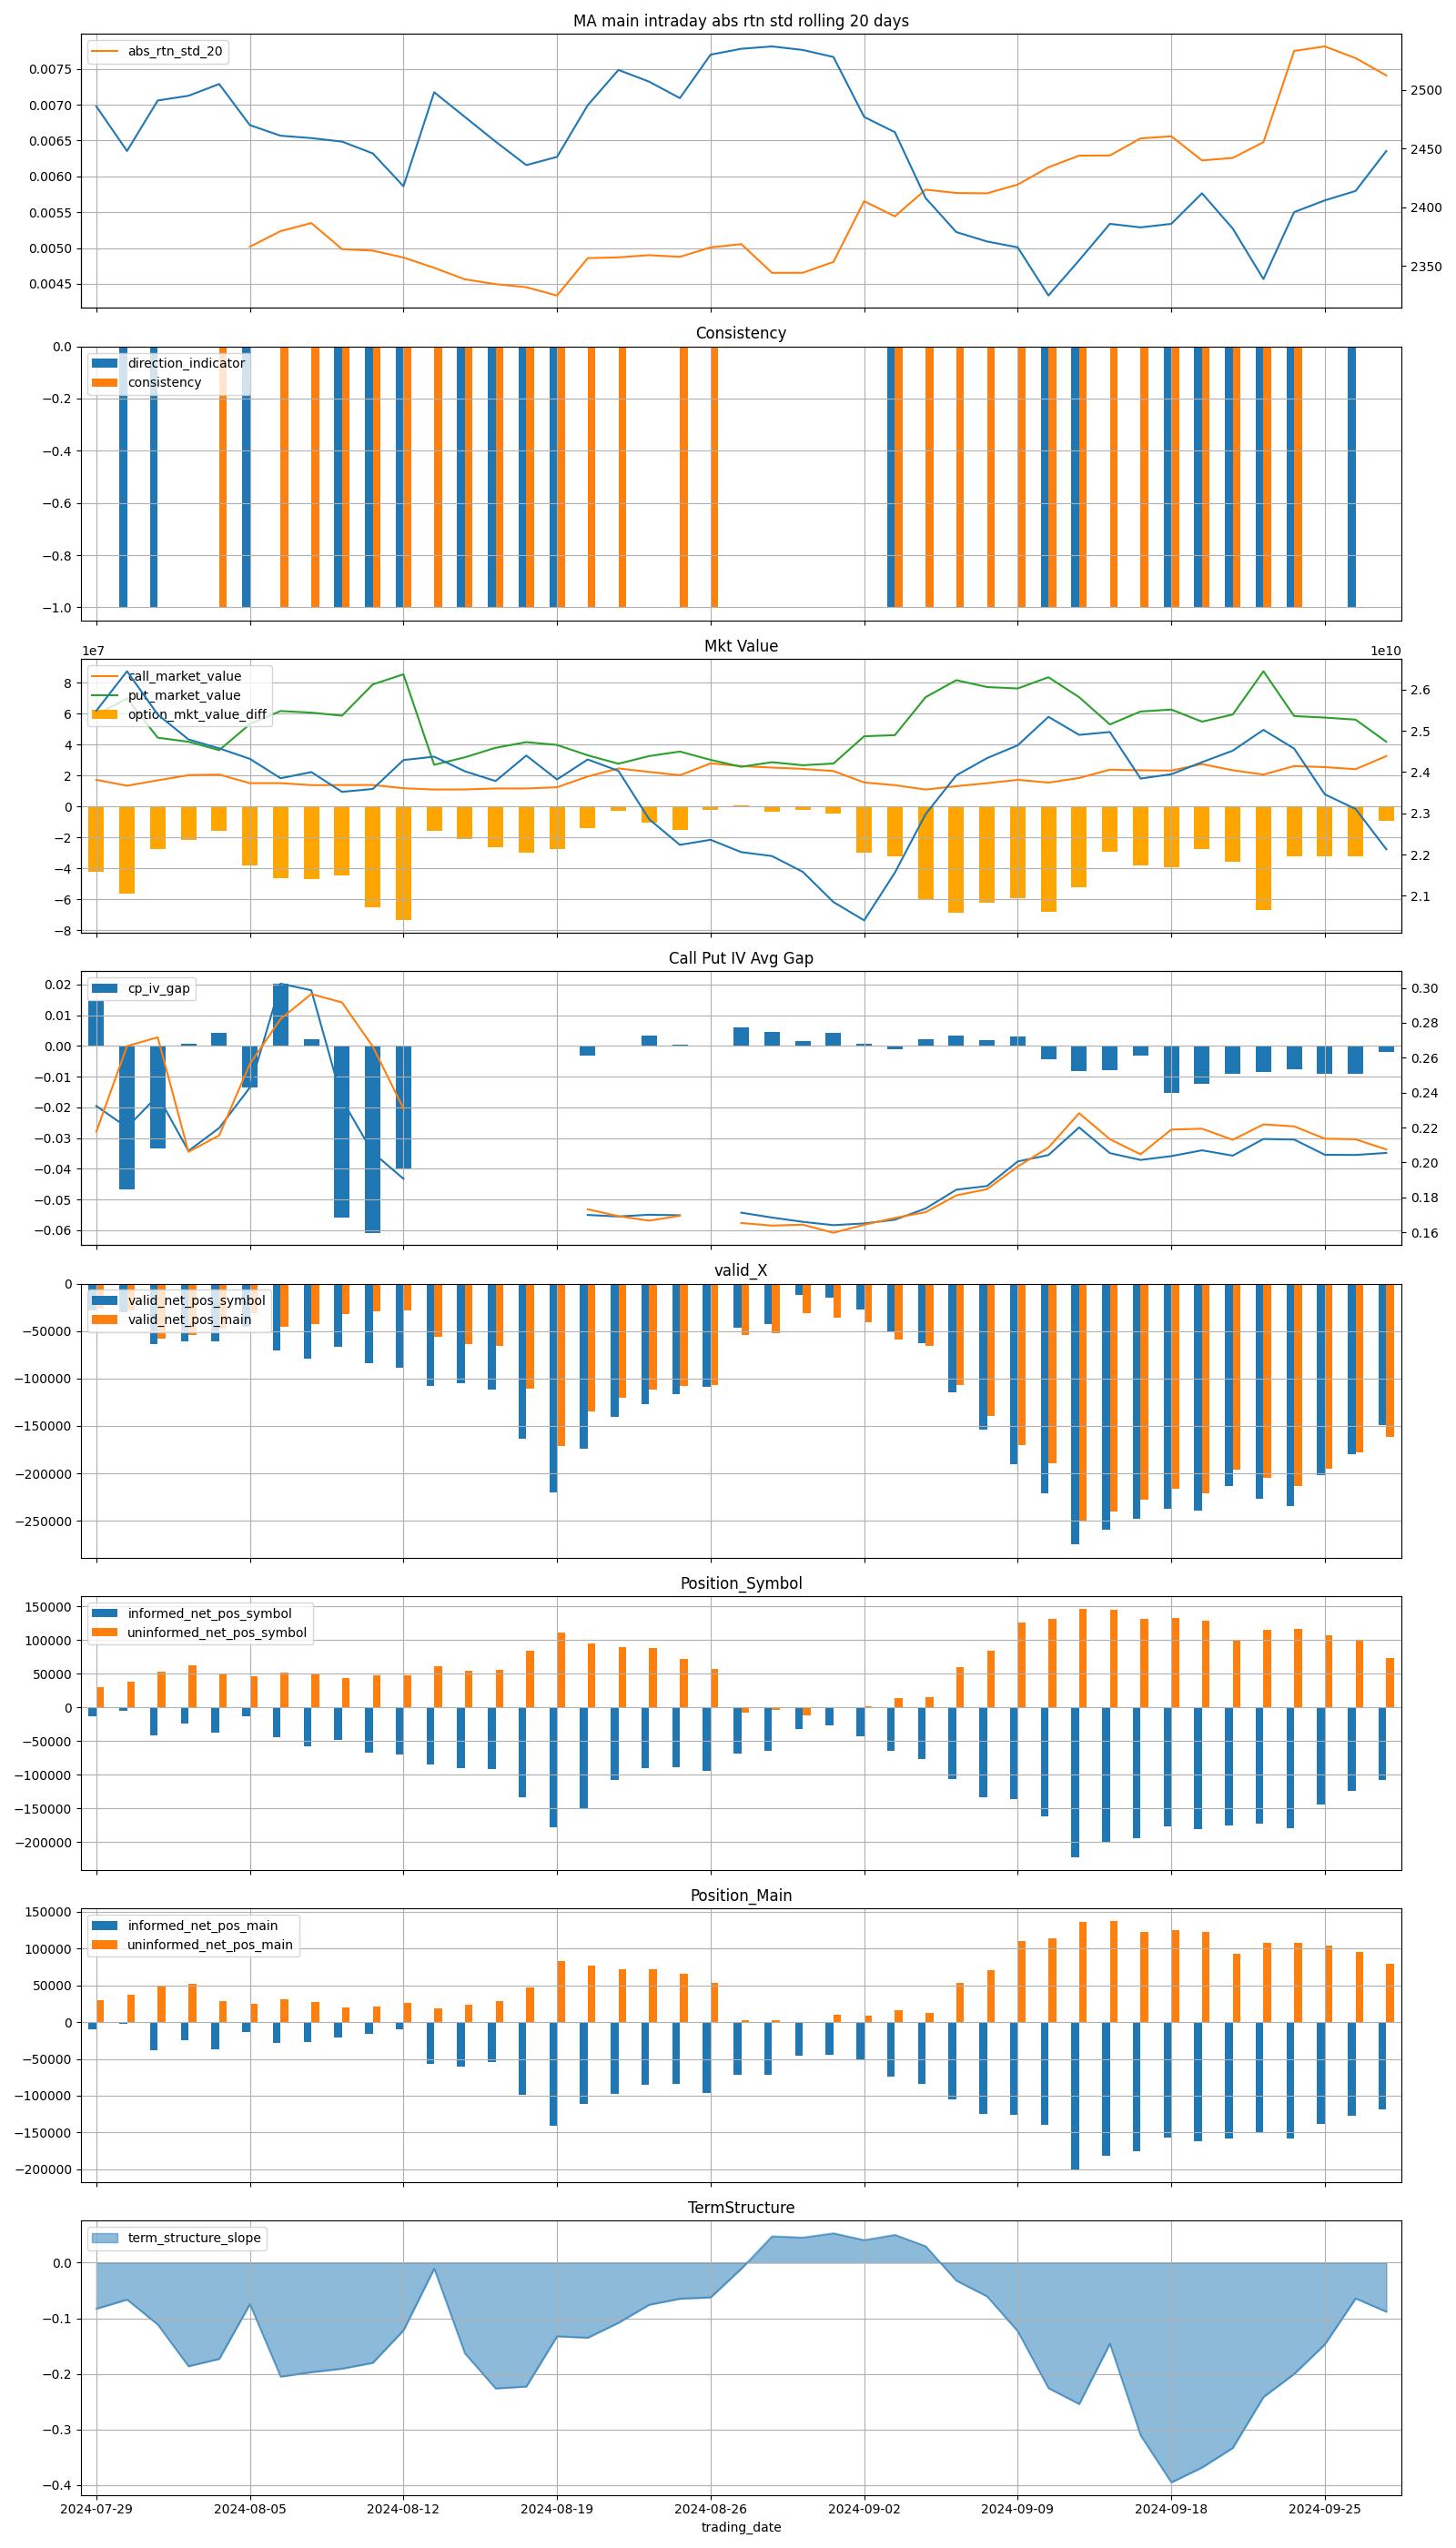 MA main intraday abs rtn std rolling 20 days
abs_rtn_std_20
0.0075
0.0070
0.0065
0.0060
0.0055
0.0050
0.0045
2500
2450
2400
2350
Consistency
direction_indicator
consistency
0.0
−0.2
−0.4
−0.6
−0.8
−1.0
Mkt Value
1e7
1e10
call_market_value
put_market_value
option_mkt_value_diff
8
6
4
2
0
−2
−4
−6
−8
2.6
2.5
2.4
2.3
2.2
2.1
Call Put IV Avg Gap
cp_iv_gap
0.02
0.01
0.00
−0.01
−0.02
−0.03
−0.04
−0.05
−0.06
0.30
0.28
0.26
0.24
0.22
0.20
0.18
0.16
valid_X
valid_net_pos_symbol
valid_net_pos_main
0
−50000
−100000
−150000
−200000
−250000
Position_Symbol
informed_net_pos_symbol
uninformed_net_pos_symbol
150000
100000
50000
0
−50000
−100000
−150000
−200000
Position_Main
informed_net_pos_main
uninformed_net_pos_main
150000
100000
50000
0
−50000
−100000
−150000
−200000
TermStructure
term_structure_slope
0.0
−0.1
−0.2
−0.3
−0.4
2024-07-29 2024-08-05 2024-08-12 2024-08-19 2024-08-26 2024-09-02 2024-09-09 2024-09-18 2024-09-25
trading_date